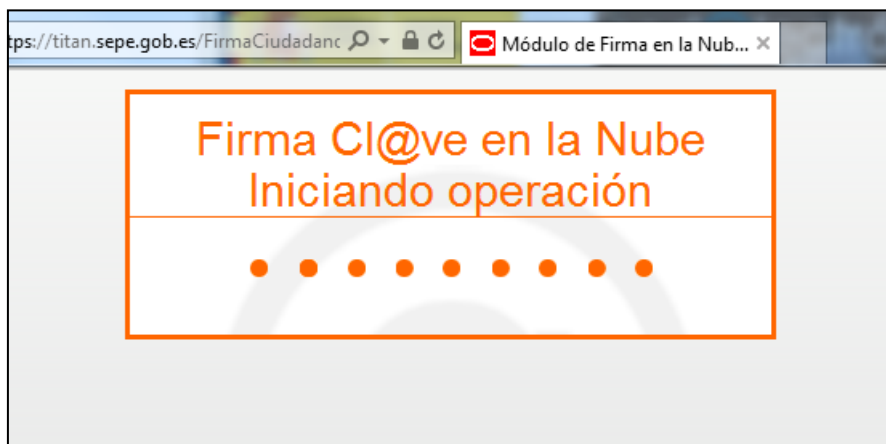 tps://titan.sepe.gob.es/FirmaCiudadanc
Módulo de Firma en la Nub...
Firma Cl@ve en la Nube
Iniciando operación